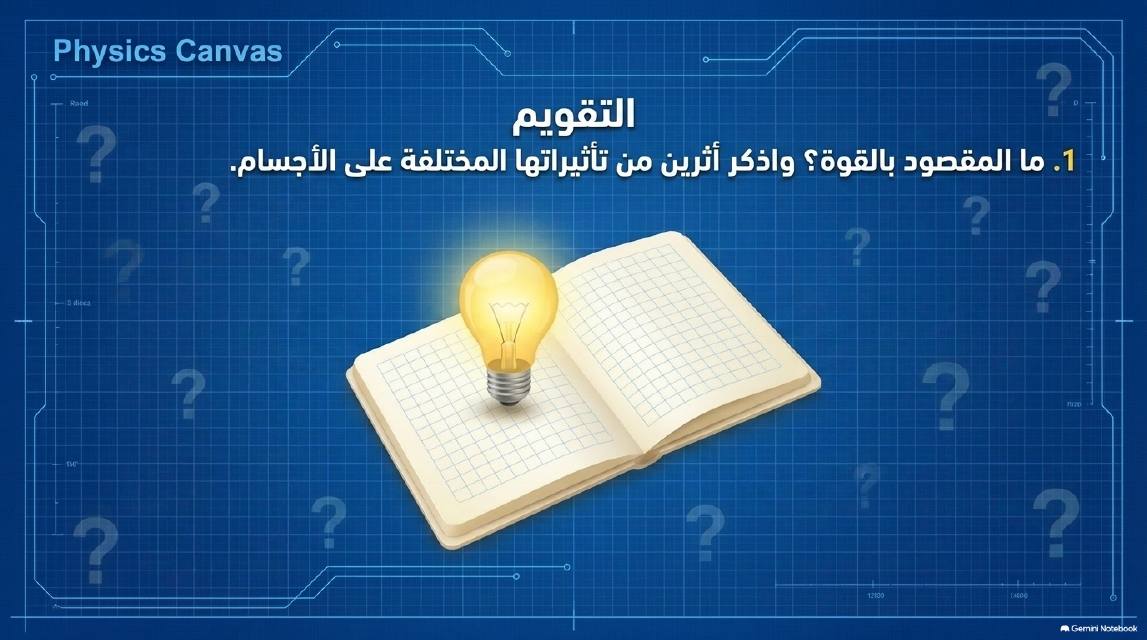 Physics Canvas
التقويم
1. ما المقصود بالقوة؟ واذكر أثرين من تأثيراتها المختلفة على الأجسام.
Gemini Notebook